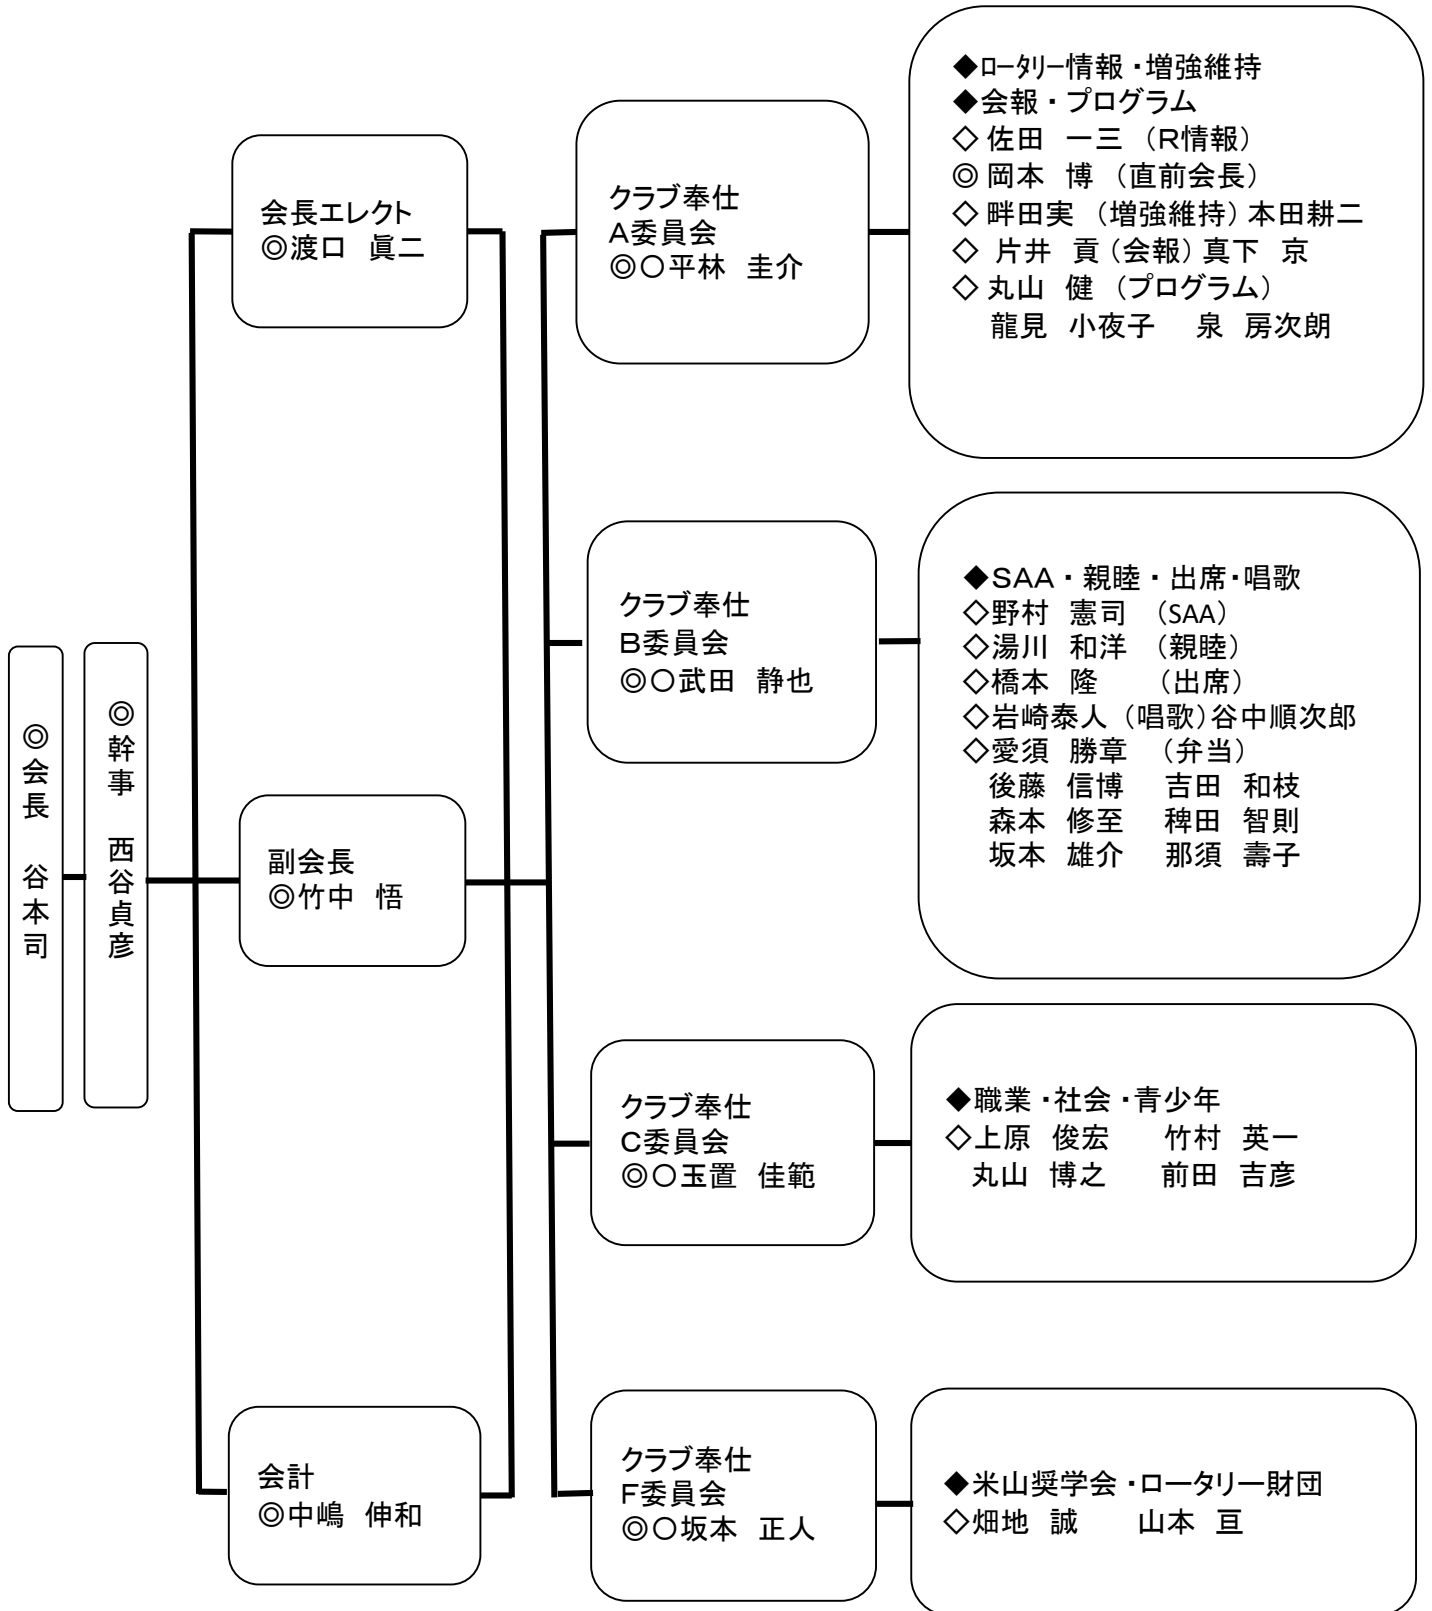 ◎会長　谷本司
◎幹事　西谷貞彦
会長エレクト
◎渡口　眞二
副会長
◎竹中　悟
会計
◎中嶋　伸和
クラブ奉仕
A委員会
◎○平林　圭介
クラブ奉仕
B委員会
◎○武田　静也
クラブ奉仕
C委員会
◎○玉置　佳範
クラブ奉仕
F委員会
◎○坂本　正人
◆ロータリー情報・増強維持
◆会報・プログラム
◇ 佐田　一三　（R情報）
◎ 岡本　博　（直前会長）
◇ 畔田実　（増強維持）本田耕二
◇　片井　貢（会報）真下　京
◇ 丸山　健　（プログラム）
龍見　小夜子　　泉　房次朗
◆SAA・親睦・出席・唱歌
◇野村　憲司　（SAA）
◇湯川　和洋　（親睦）
◇橋本　隆　　（出席）
◇岩崎泰人（唱歌）谷中順次郎
◇愛須　勝章　（弁当）
後藤　信博　　吉田　和枝
森本　修至　　稗田　智則
坂本　雄介　　那須　壽子
◆職業・社会・青少年
◇上原　俊宏　　竹村　英一
丸山　博之　　前田　吉彦
◆米山奨学会・ロータリー財団
◇畑地　誠　　山本　亘